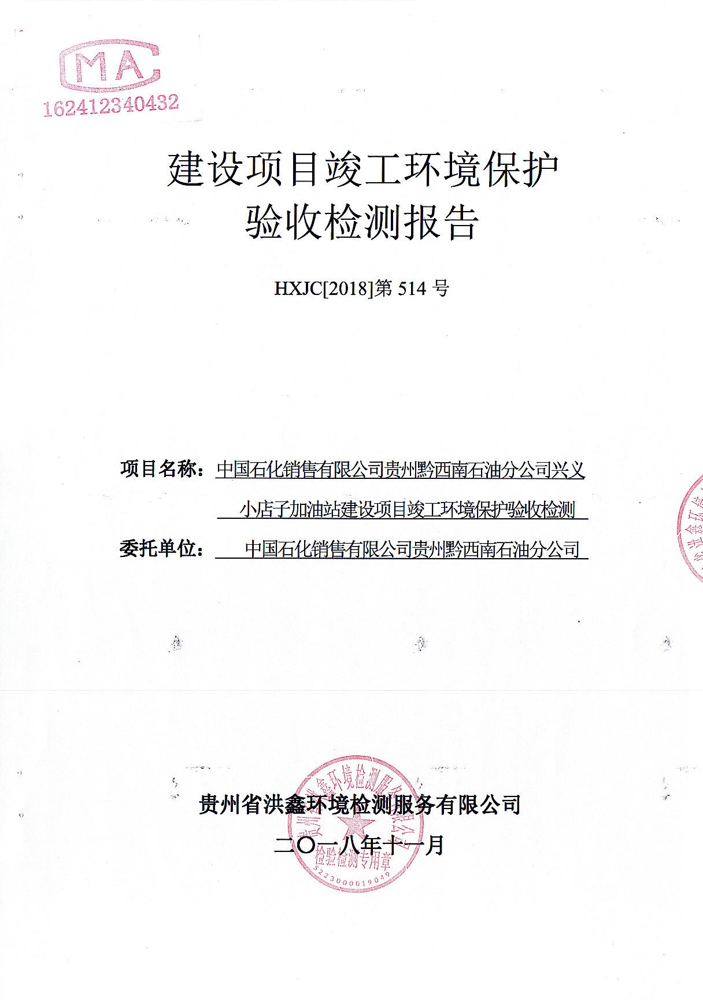 MA
162412340432
建设项目竣工环境保护
验收检测报告
HXJC[2018]第 514 号
项目名称：中国石化销售有限公司贵州黔西南石油分公司兴义
小店子加油站建设项目竣工环境保护验收检测
委托单位：中国石化销售有限公司贵州黔西南石油分公司
贵州省洪鑫环境检测服务有限公司
二〇一八年十一月
贵州省洪鑫环境检测服务有限公司
检验检测专用章
5223000019049